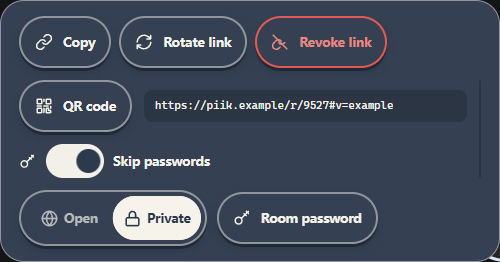 Copy Rotate link Revoke link
QR code https://piik.example/r/9527#v=example
Skip passwords
Open Private Room password